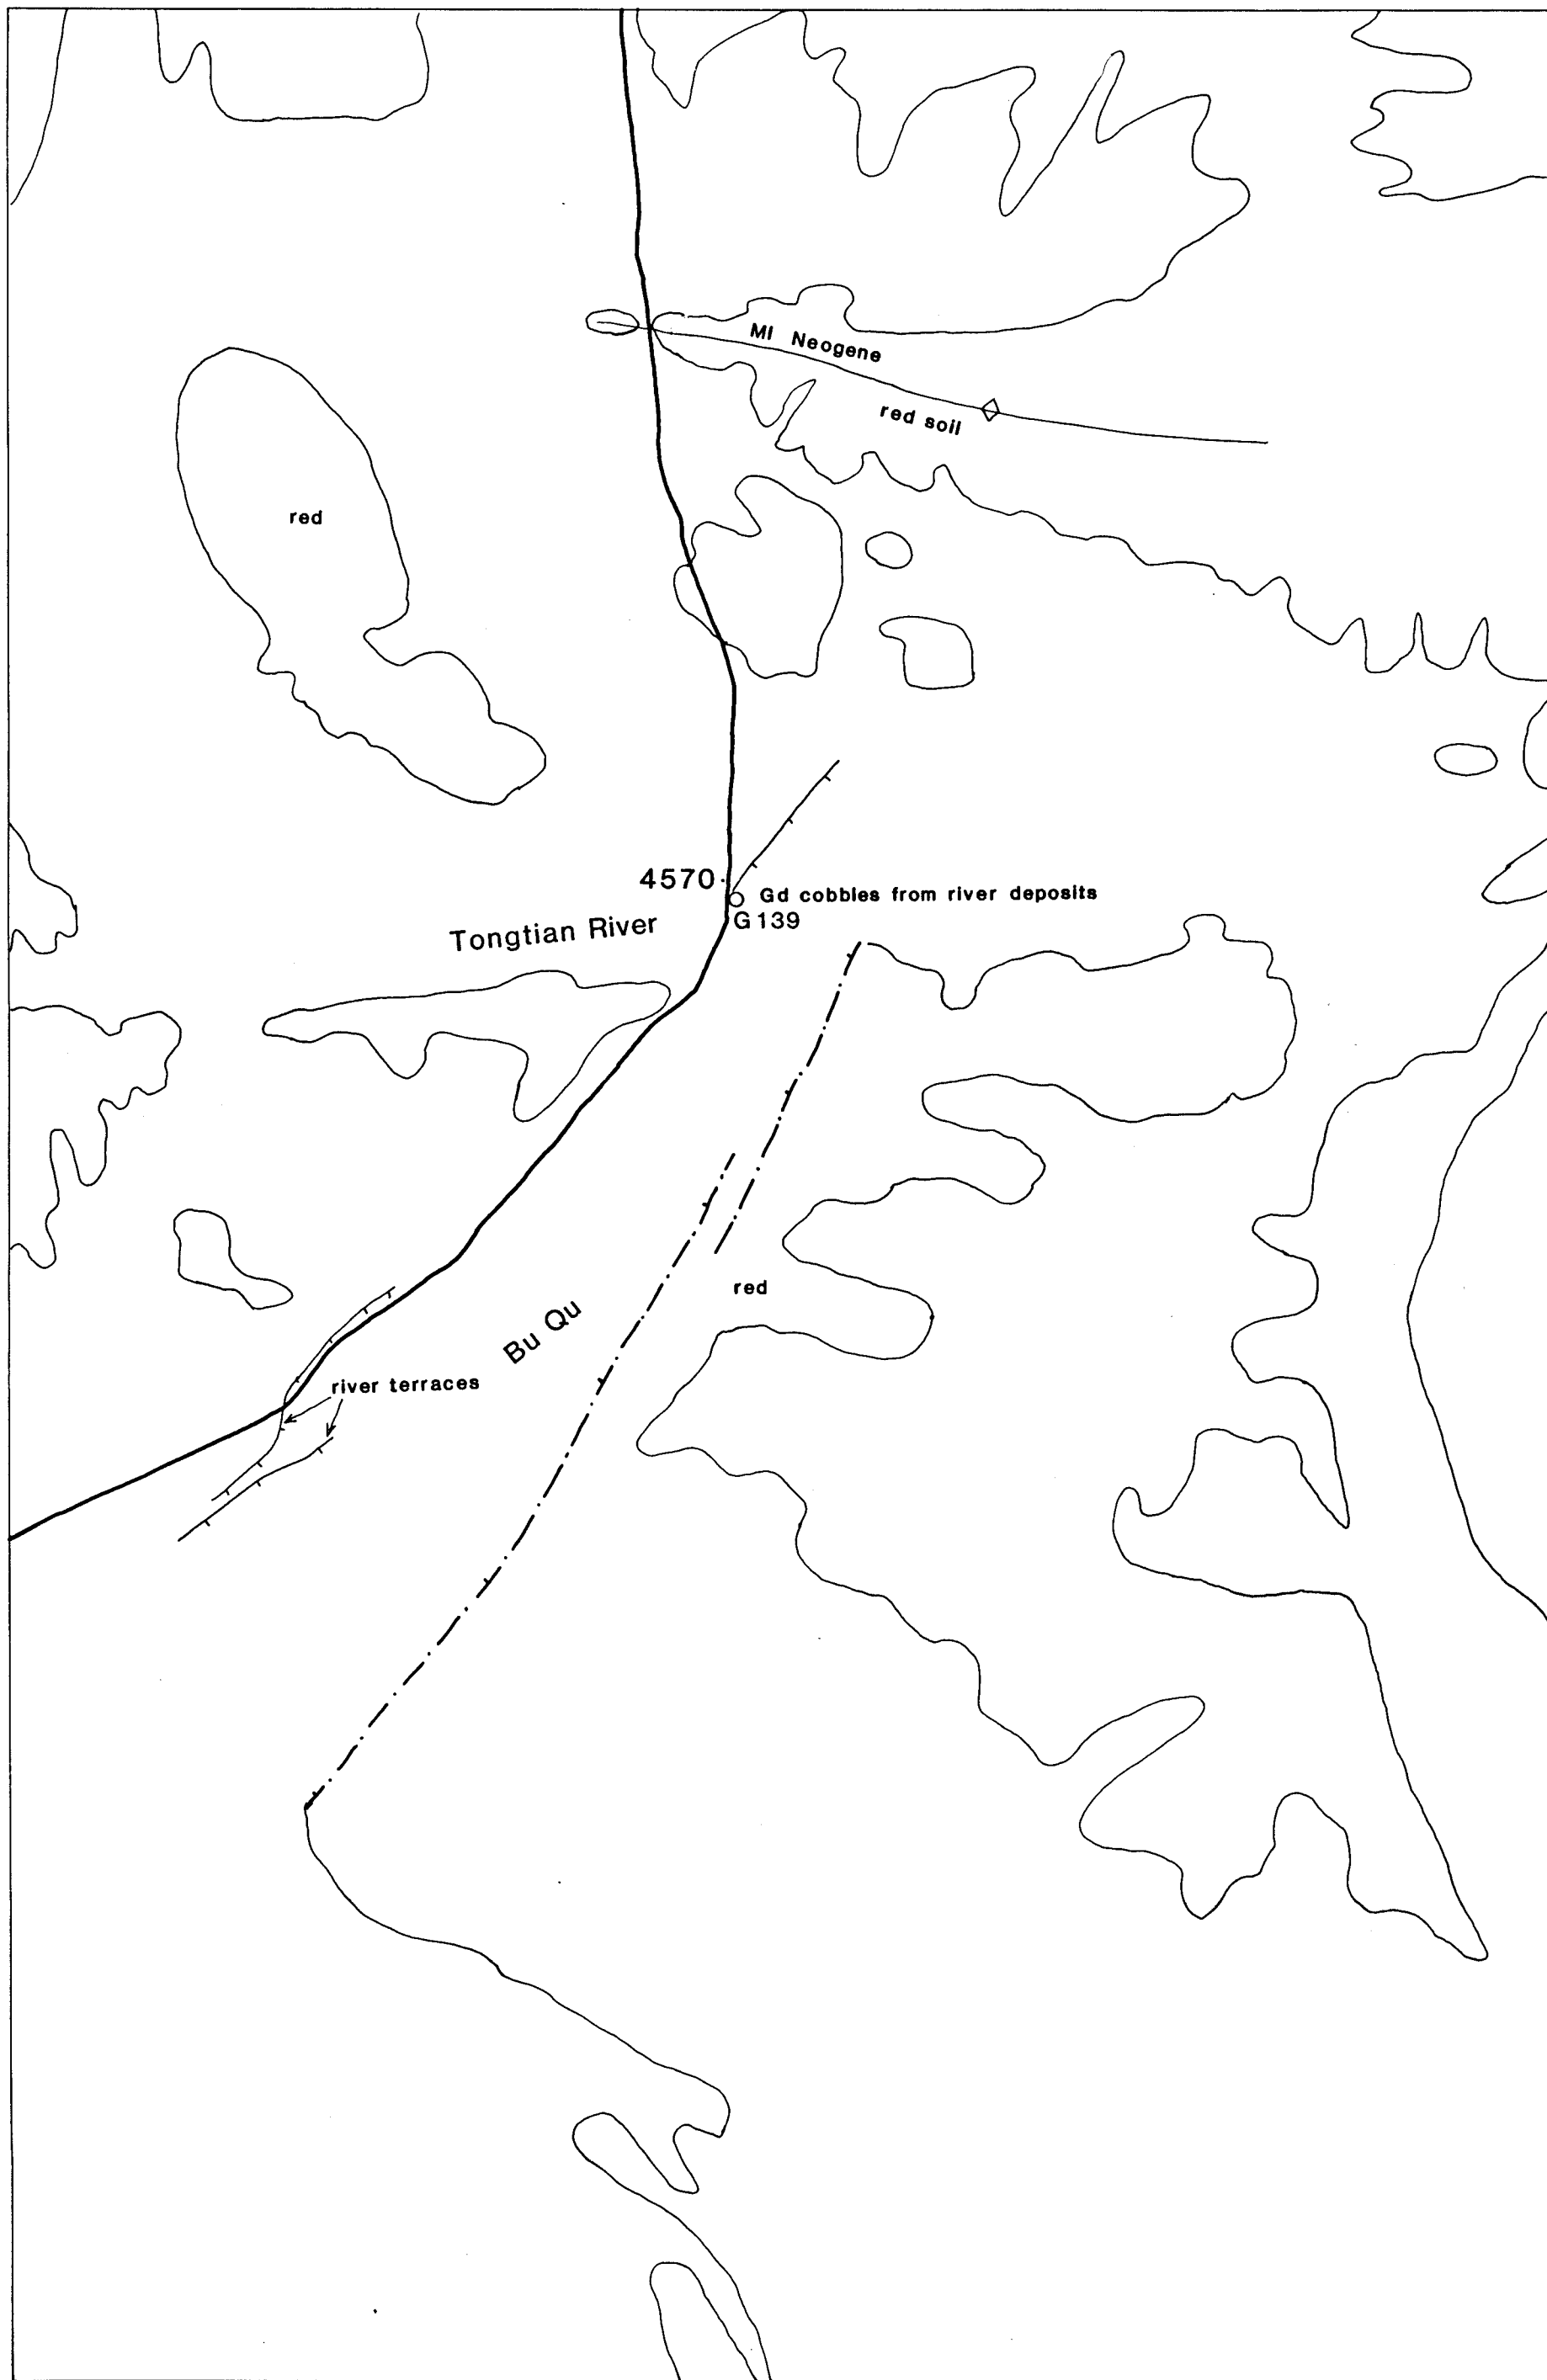 Ml Neogene
red soil
red
4570
Gd cobbles from river deposits
G139
Tongtian River
red
Bu Qu
river terraces